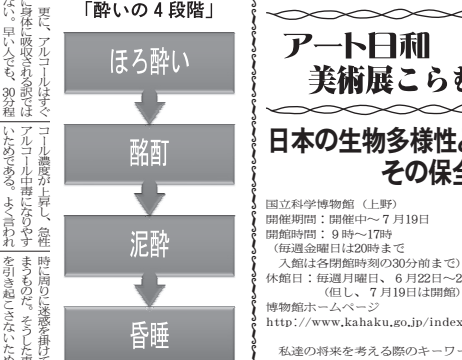 「酔いの4段階」
ほろ酔い
酩酊
泥酔
昏睡
更に、アルコールはすぐ
に身体に吸収される訳では
ない。早い人でも、30分程
コール濃度が上昇し、急性
アルコール中毒になりやす
いためである。よく言われ
時に周りに迷惑を掛けて
まうものだ。そうした
を引き起こさないため
アート日和
美術展こらも
日本の生物多様性
その保全
国立科学博物館（上野）
開催期間：開催中～7月19日
開館時間：9時～17時
（毎週金曜日は20時まで
入館は各閉館時刻の30分前まで）
休館日：毎週月曜日、6月22日～2
（但し、7月19日は開館）
博物館ホームページ
http://www.kahaku.go.jp/index
私達の将来を考える際のキーワー